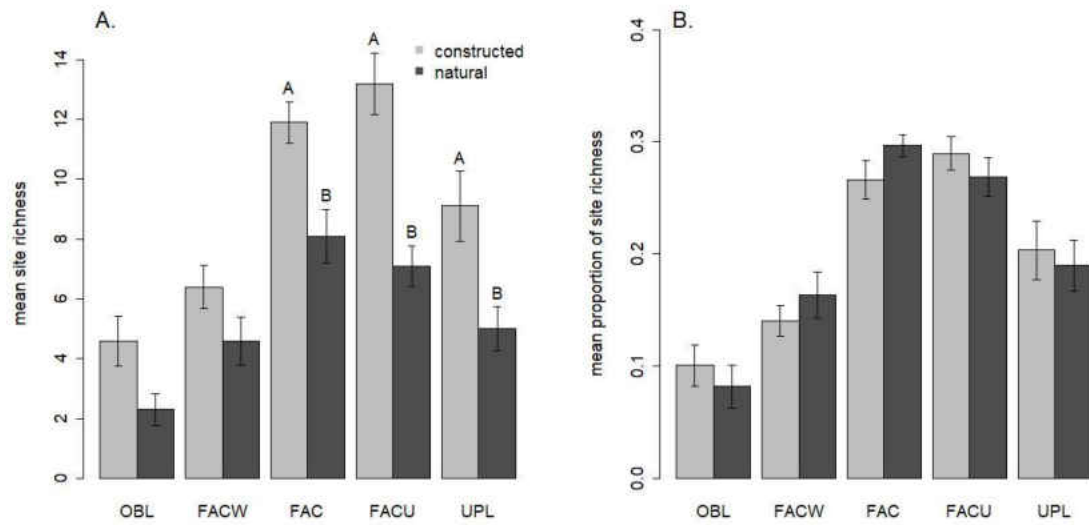 A.
constructed
natural
mean site richness
0 2 4 6 8 10 12 14
A
B
A
B
A
B
OBL FACW FAC FACU UPL
B.
mean proportion of site richness
0.0 0.1 0.2 0.3 0.4
OBL FACW FAC FACU UPL